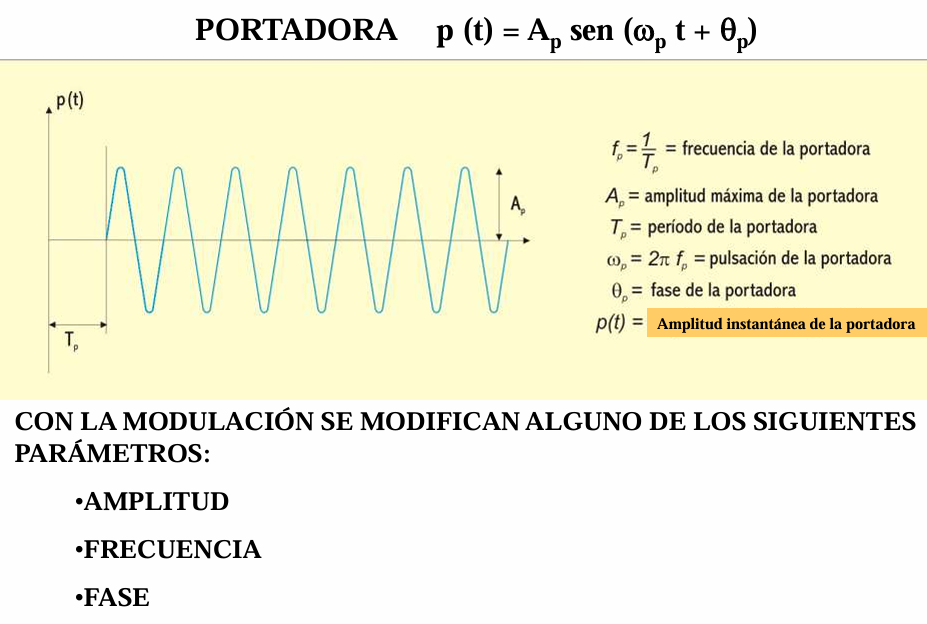 PORTADORA p (t) = Aₚ sen (ωₚ t + θₚ)
p(t)
Aₚ
Tₚ
fₚ = 1/Tₚ = frecuencia de la portadora
Aₚ = amplitud máxima de la portadora
Tₚ = período de la portadora
ωₚ = 2π fₚ = pulsación de la portadora
θₚ = fase de la portadora
p(t) = Amplitud instantánea de la portadora
CON LA MODULACIÓN SE MODIFICAN ALGUNO DE LOS SIGUIENTES
PARÁMETROS:
•AMPLITUD
•FRECUENCIA
•FASE